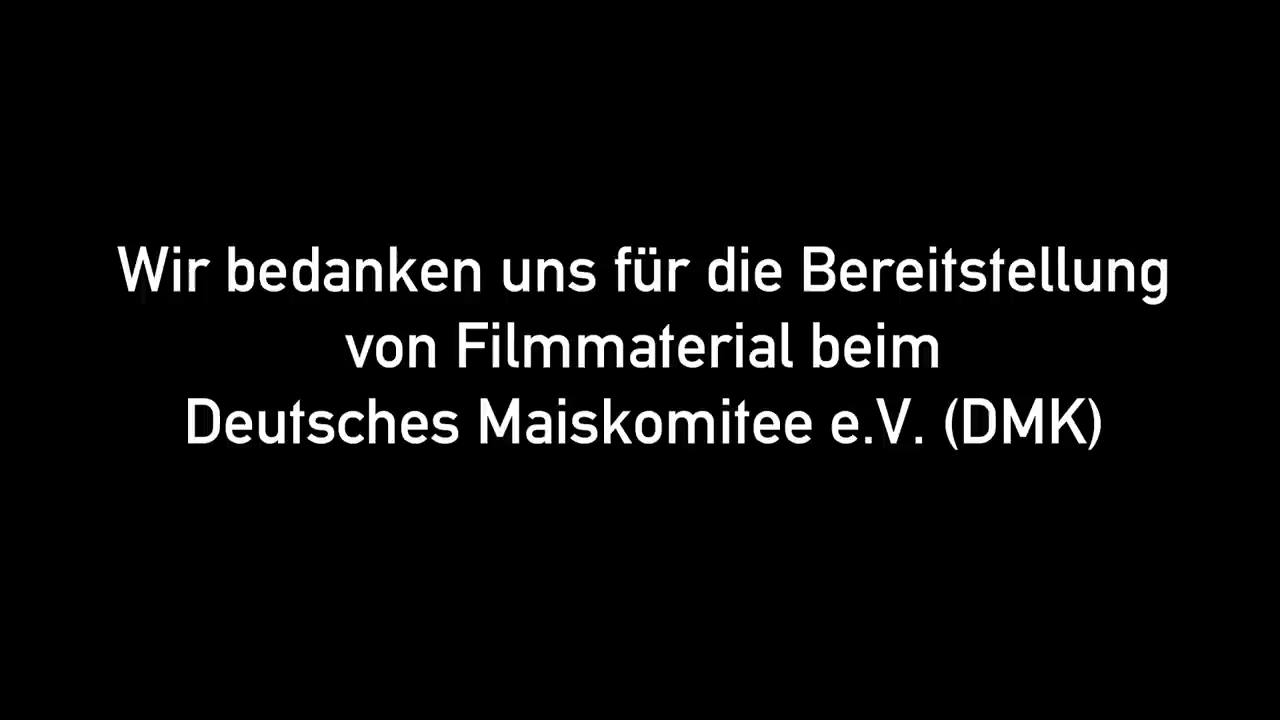 Wir bedanken uns für die Bereitstellung
von Filmmaterial beim
Deutsches Maiskomitee e.V. (DMK)